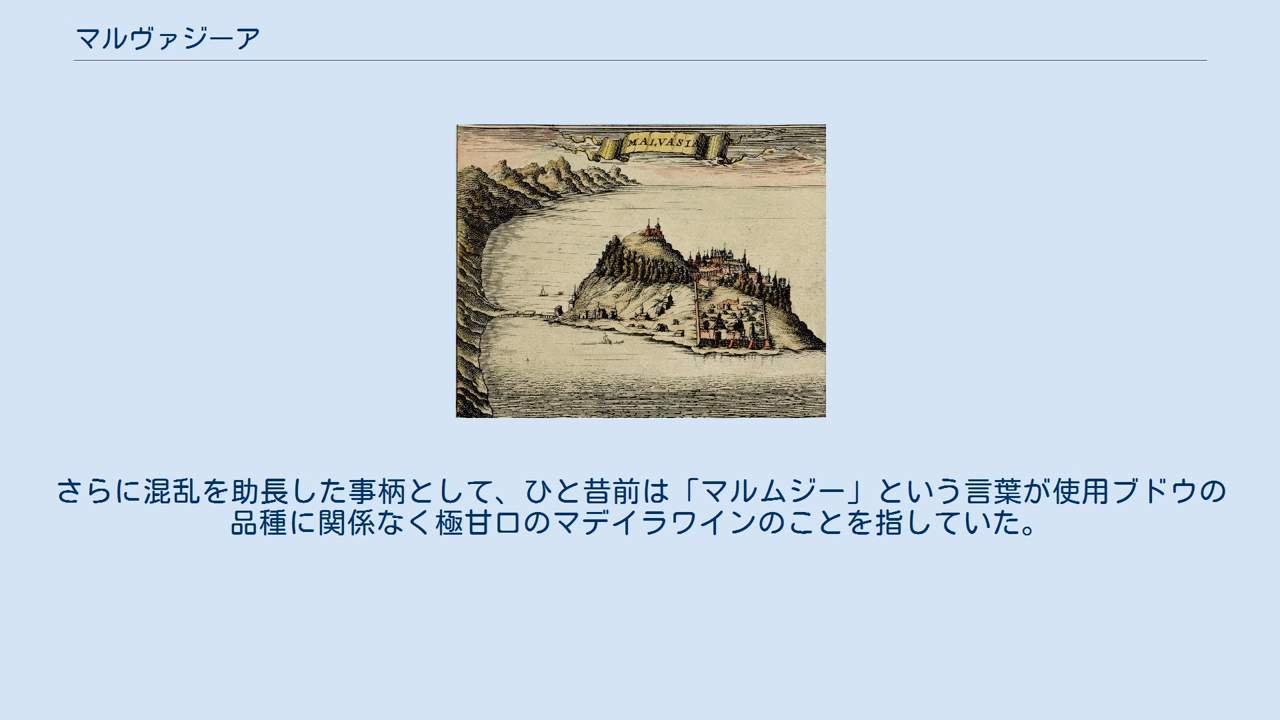 マルヴァジーア
MALVASIA
さらに混乱を助長した事柄として、ひと昔前は「マルムジー」という言葉が使用ブドウの
品種に関係なく極甘口のマデイラワインのことを指していた。